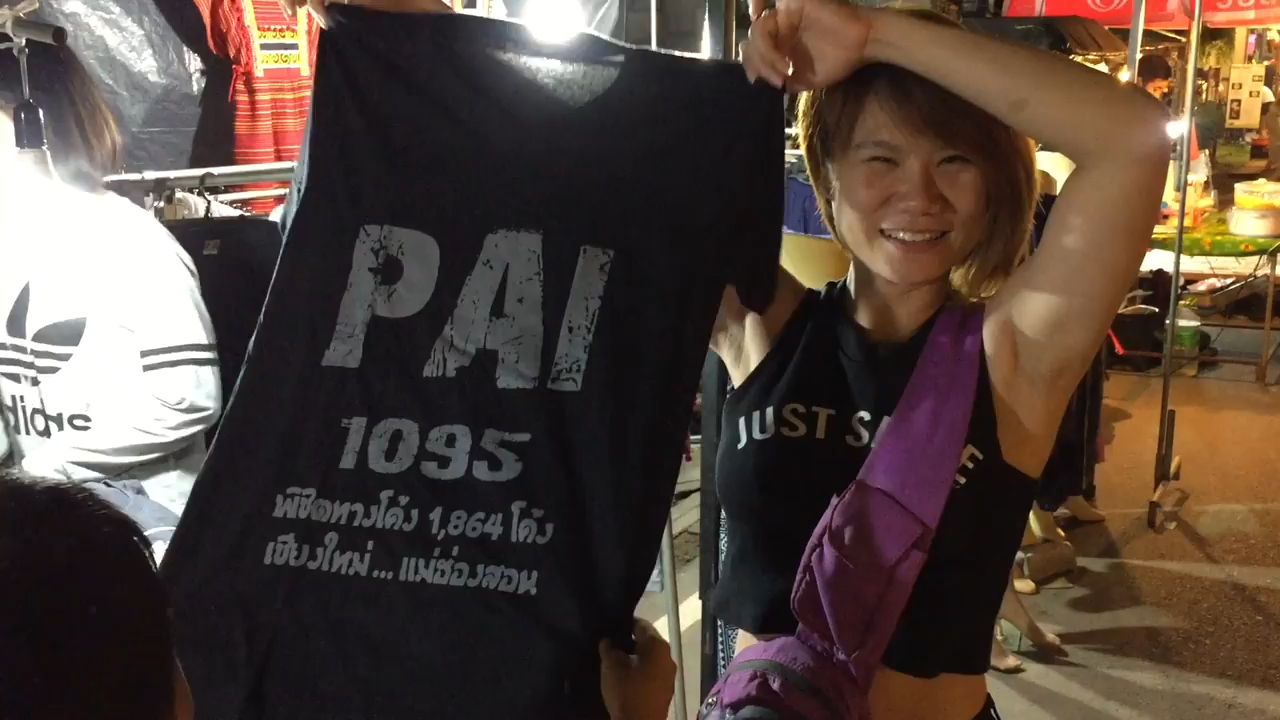 PAI
1095
พิชิตทางโค้ง 1,864 โค้ง
เชียงใหม่... แม่ฮ่องสอน
JUST
adidas